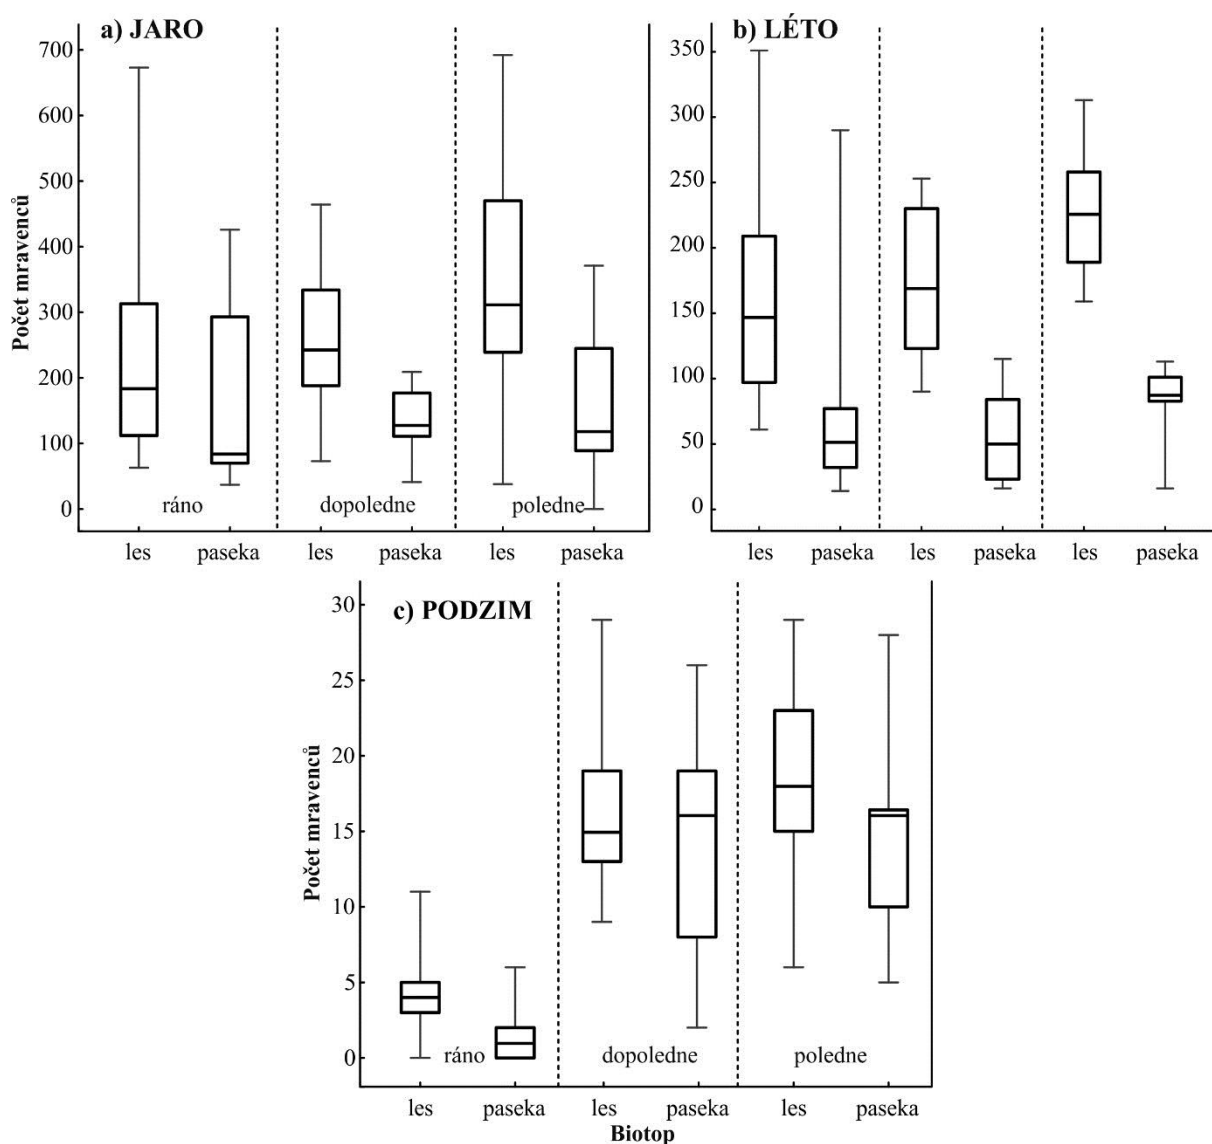 a) JARO
Počet mravenců
700
600
500
400
300
200
100
0
ráno dopoledne poledne
les paseka les paseka les paseka
b) LÉTO
350
300
250
200
150
100
50
0
les paseka les paseka les paseka
c) PODZIM
Počet mravenců
30
25
20
15
10
5
0
ráno dopoledne poledne
les paseka les paseka les paseka
Biotop